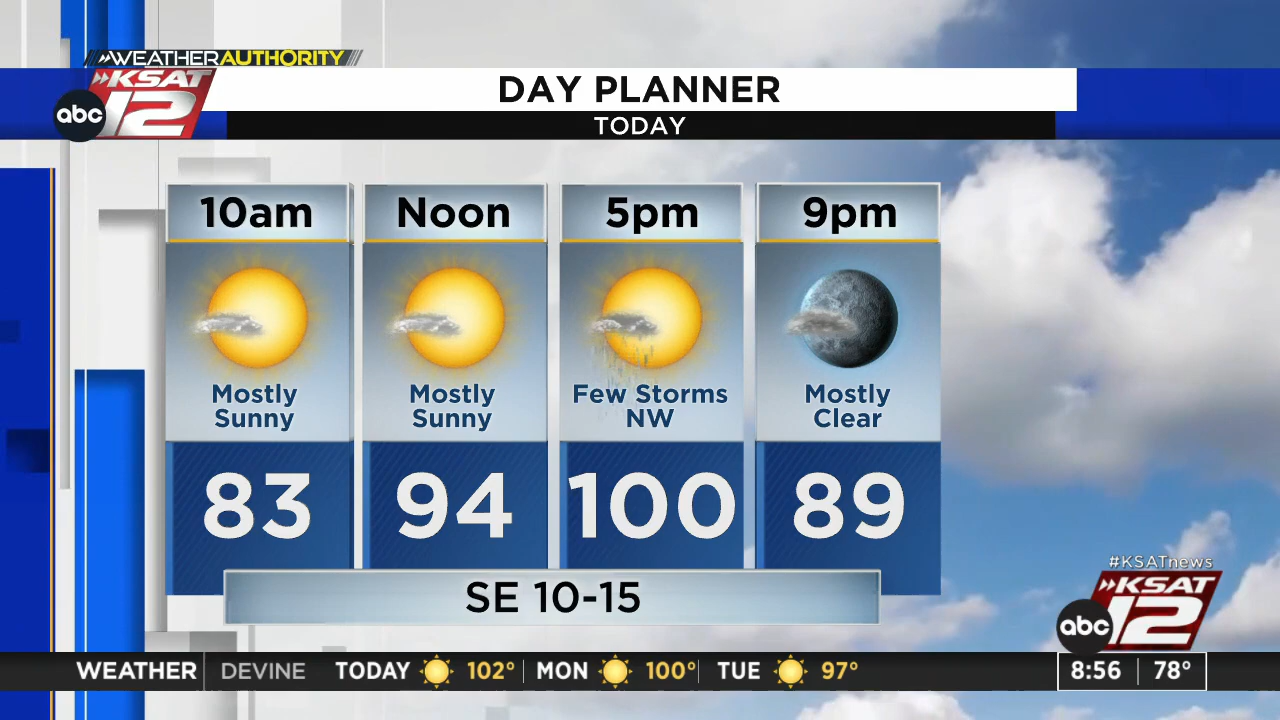 WEATHERAUTHORITY
KSAT
abc 12
DAY PLANNER
TODAY
10am Noon 5pm 9pm
Mostly Sunny
Mostly Sunny
Few Storms NW
Mostly Clear
83 94 100 89
SE 10-15
#KSATnews
KSAT
abc 12
WEATHER DEVINE TODAY 102° MON 100° TUE 97° 8:56 78°